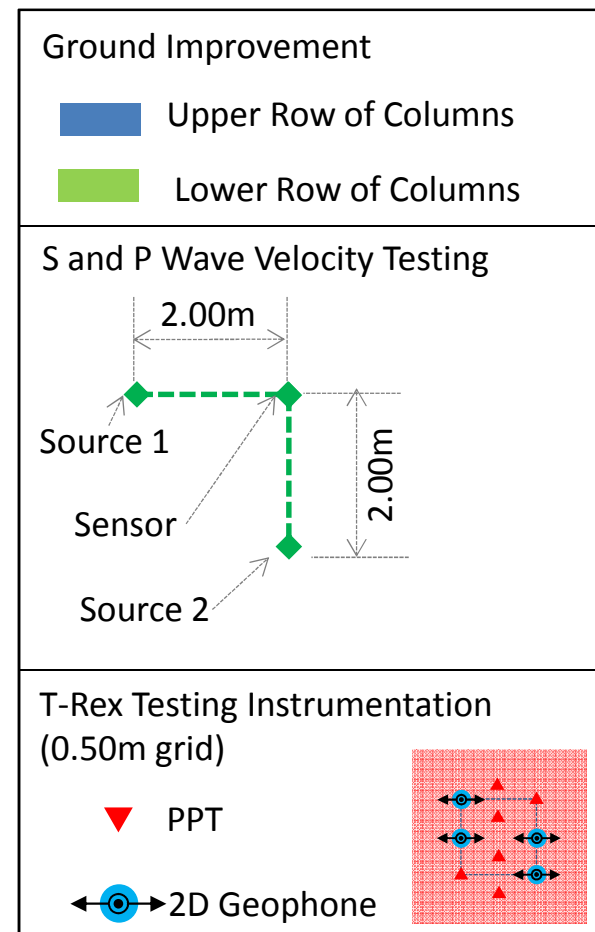 Ground Improvement
Upper Row of Columns
Lower Row of Columns
S and P Wave Velocity Testing
2.00m
Source 1
2.00m
Sensor
Source 2
T-Rex Testing Instrumentation
(0.50m grid)
PPT
2D Geophone